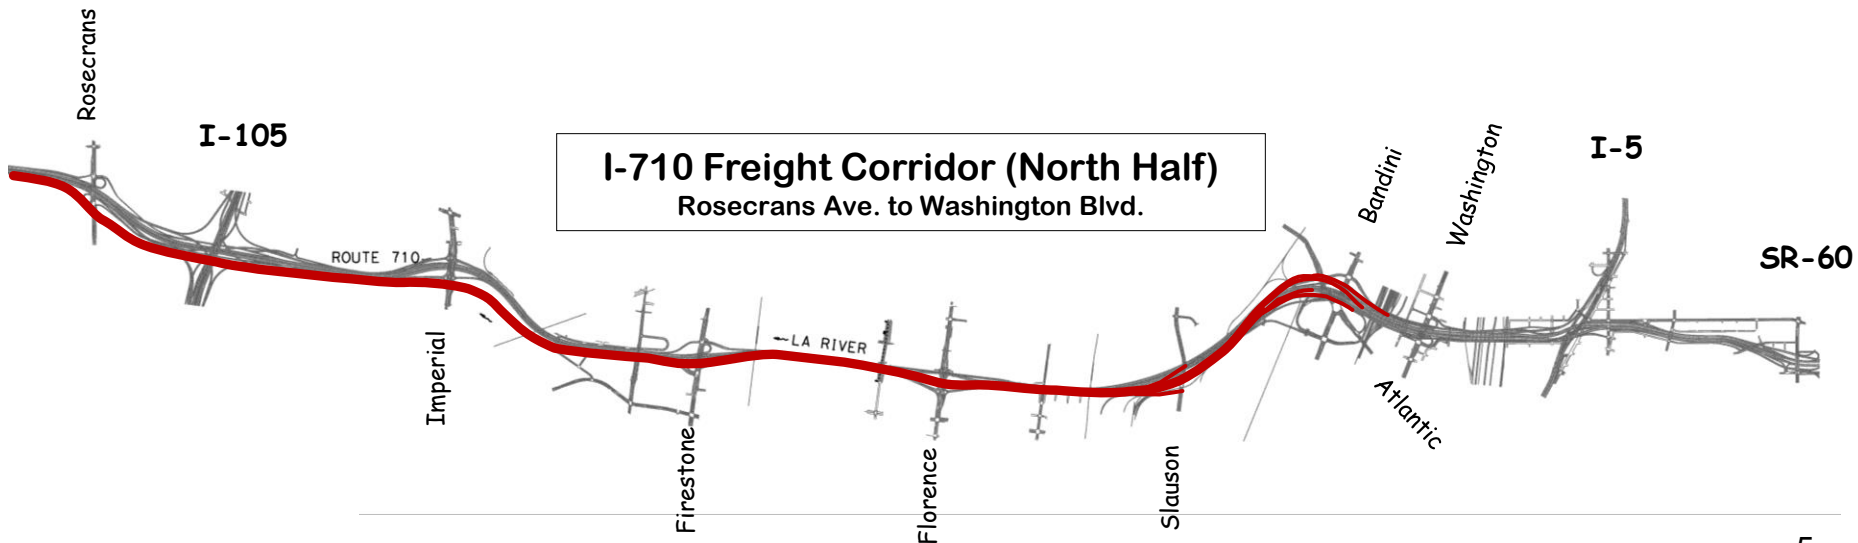 Rosecrans
I-105
I-710 Freight Corridor (North Half)
Rosecrans Ave. to Washington Blvd.
Bandini
Washington
I-5
SR-60
ROUTE 710
LA RIVER
Imperial
Firestone
Florence
Slauson
Atlantic